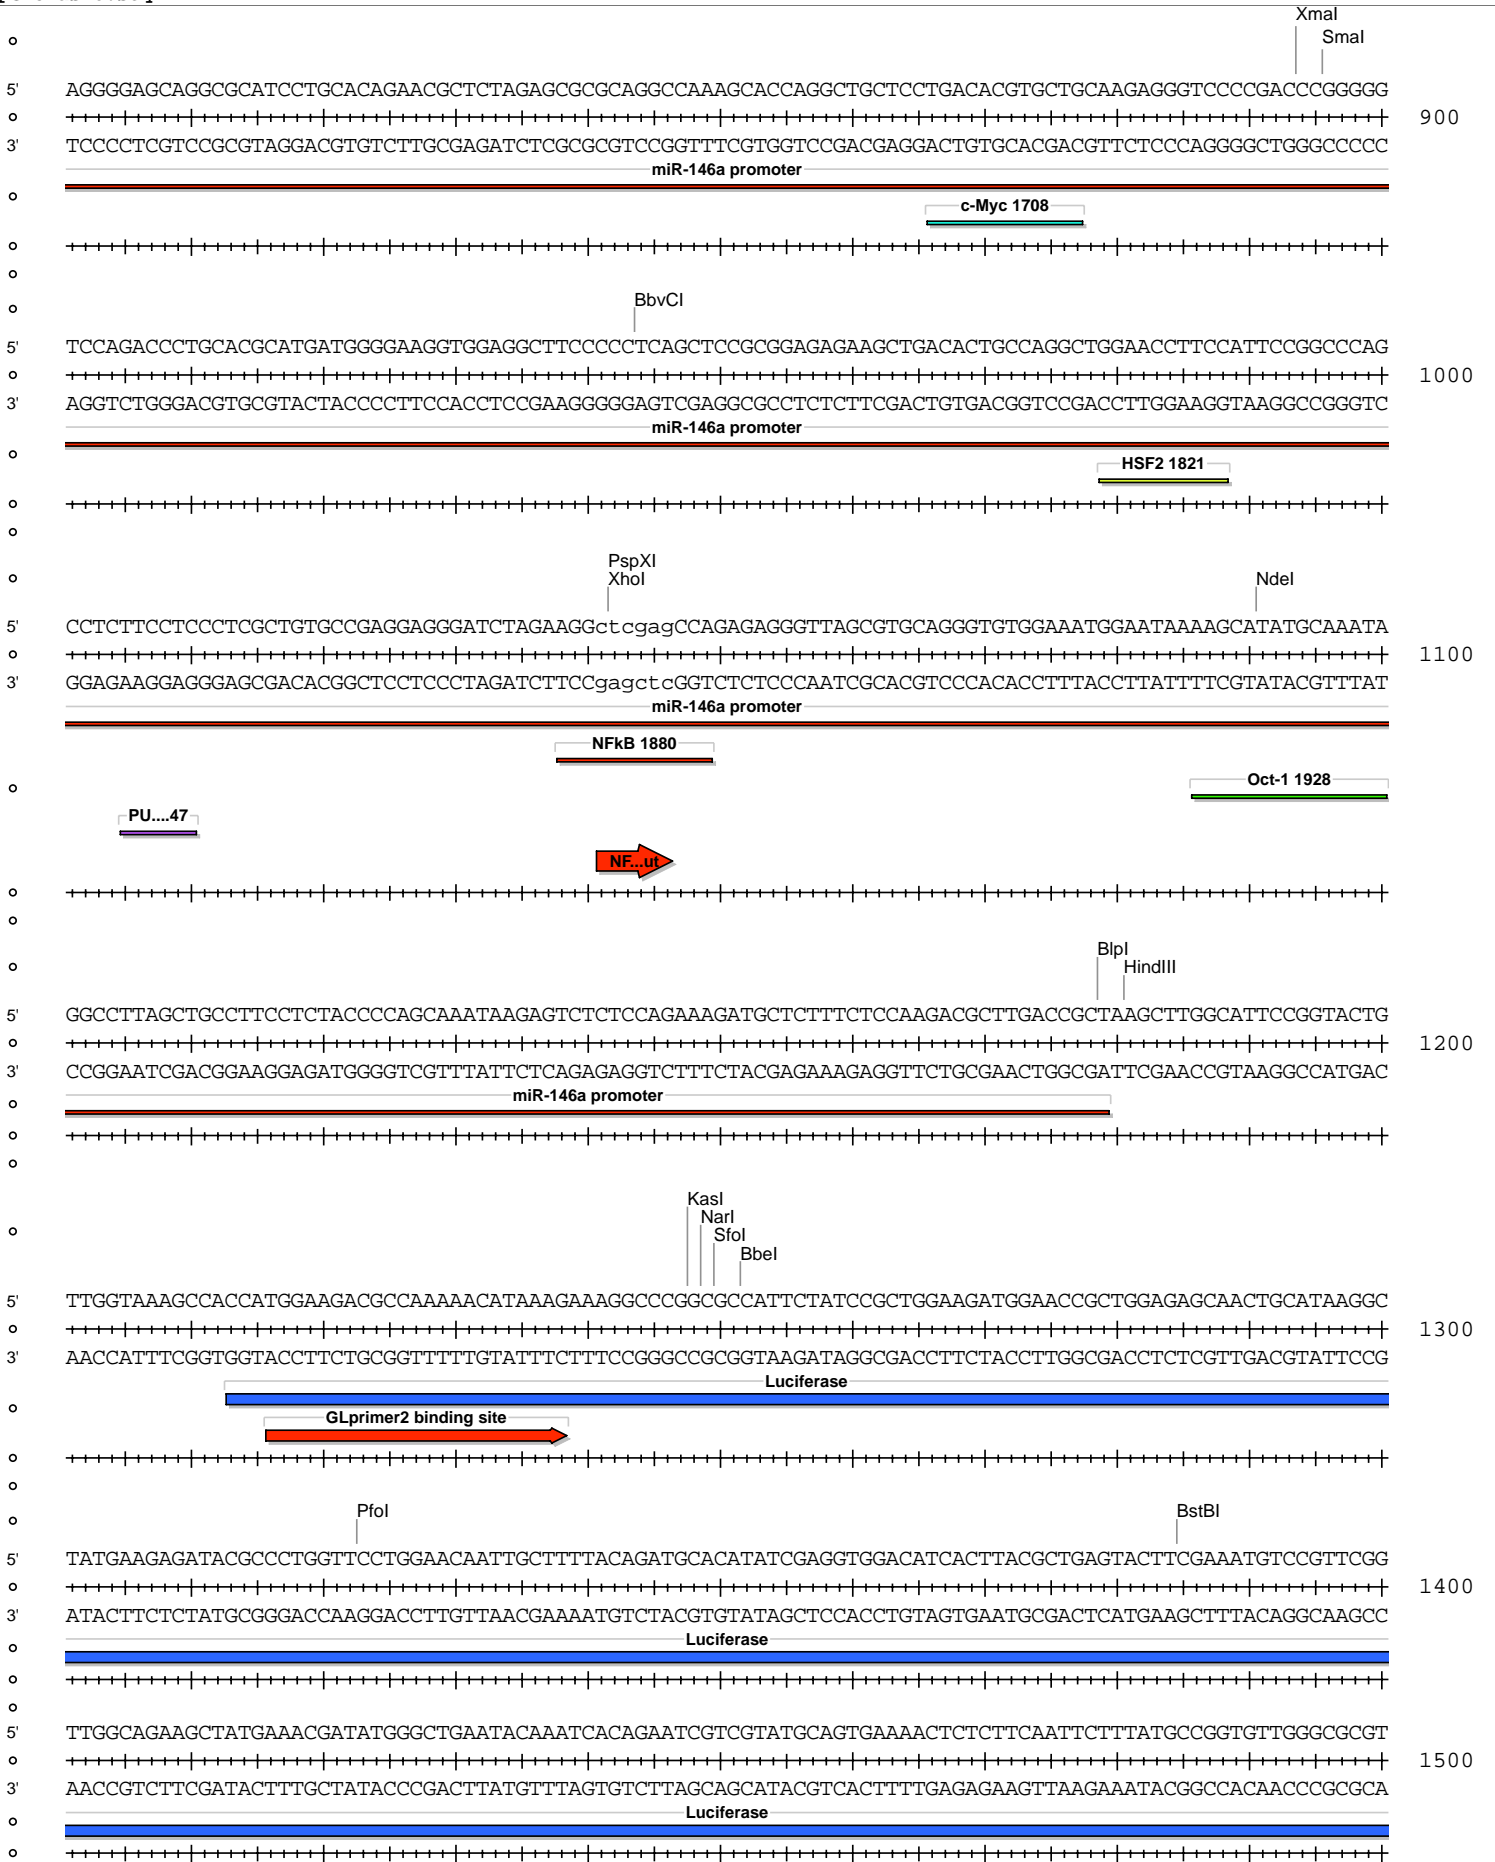 XmaI
SmaI
5' AGGGGAGCAGGCGCATCCTGCACAGAACGCTCTAGAGCGCGCAGGCCAAAGCACCAGGCTGCTCCTGACACGTGCTGCAAGAGGGTCCCCGACCCGGGGG
900
3' TCCCCTCGTCCGCGTAGGACGTGTCTTGCGAGATCTCGCGCGTCCGGTTTCGTGGTCCGACGAGGACTGTGCACGACGTTCTCCCAGGGGCTGGGCCCCC
miR-146a promoter
c-Myc 1708
BbvCI
5' TCCAGACCCTGCACGCATGATGGGGAAGGTGGAGGCTTCCCCCTCAGCTCCGCGGAGAGAAGCTGACACTGCCAGGCTGGAACCTTCCATTCCGGCCCAG
1000
3' AGGTCTGGGACGTGCGTACTACCCCTTCCACCTCCGAAGGGGGAGTCGAGGCGCCTCTCTTCGACTGTGACGGTCCGACCTTGGAAGGTAAGGCCGGGTC
miR-146a promoter
HSF2 1821
PspXI
XhoI
NdeI
5' CCTCTTCCTCCCTCGCTGTGCCGAGGAGGGATCTAGAAGGctcgagCCAGAGAGGGTTAGCGTGCAGGGTGTGGAAATGGAATAAAAGCATATGCAAATA
1100
3' GGAGAAGGAGGGAGCGACACGGCTCCTCCCTAGATCTTCCgagctcGGTCTCTCCCAATCGCACGTCCCACACCTTTACCTTATTTTCGTATACGTTTAT
miR-146a promoter
NFkB 1880
Oct-1 1928
PU....47
NF...ut
BlpI
HindIII
5' GGCCTTAGCTGCCTTCCTCTACCCCAGCAAATAAGAGTCTCTCCAGAAAGATGCTCTTTCTCCAAGACGCTTGACCGCTAAGCTTGGCATTCCGGTACTG
1200
3' CCGGAATCGACGGAAGGAGATGGGGTCGTTTATTCTCAGAGAGGTCTTTCTACGAGAAAGAGGTTCTGCGAACTGGCGATTCGAACCGTAAGGCCATGAC
miR-146a promoter
KasI
NarI
SfoI
BbeI
5' TTGGTAAAGCCACCATGGAAGACGCCAAAAACATAAAGAAAGGCCCGGCGCCATTCTATCCGCTGGAAGATGGAACCGCTGGAGAGCAACTGCATAAGGC
1300
3' AACCATTTCGGTGGTACCTTCTGCGGTTTTTGTATTTCTTTCCGGGCCGCGGTAAGATAGGCGACCTTCTACCTTGGCGACCTCTCGTTGACGTATTCCG
Luciferase
GLprimer2 binding site
PfoI
BstBI
5' TATGAAGAGATACGCCCTGGTTCCTGGAACAATTGCTTTTACAGATGCACATATCGAGGTGGACATCACTTACGCTGAGTACTTCGAAATGTCCGTTCGG
1400
3' ATACTTCTCTATGCGGGACCAAGGACCTTGTTAACGAAAATGTCTACGTGTATAGCTCCACCTGTAGTGAATGCGACTCATGAAGCTTTACAGGCAAGCC
Luciferase
5' TTGGCAGAAGCTATGAAACGATATGGGCTGAATACAAATCACAGAATCGTCGTATGCAGTGAAAACTCTCTTCAATTCTTTATGCCGGTGTTGGGCGCGT
1500
3' AACCGTCTTCGATACTTTGCTATACCCGACTTATGTTTAGTGTCTTAGCAGCATACGTCACTTTTGAGAGAAGTTAAGAAATACGGCCACAACCCGCGCA
Luciferase